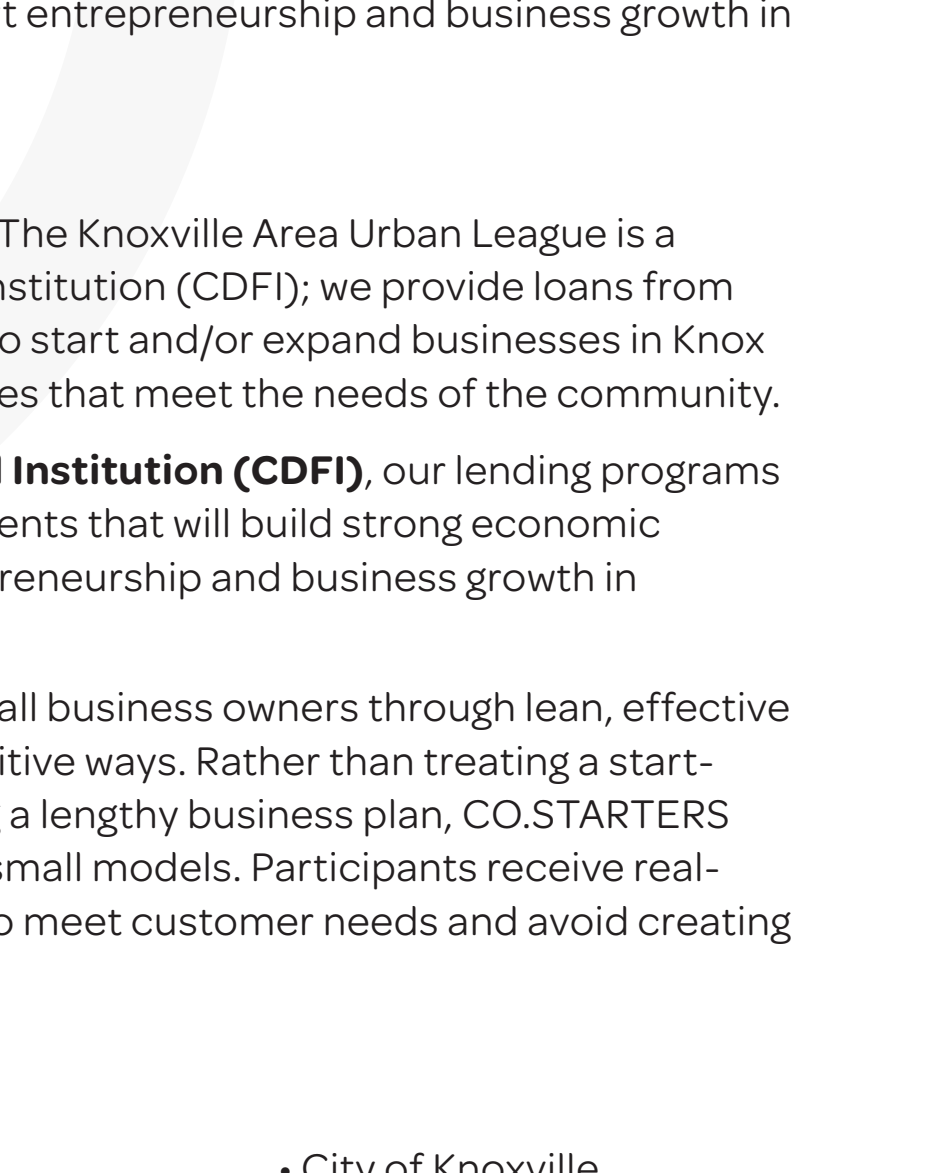 t entrepreneurship and business growth in
The Knoxville Area Urban League is a
nstitution (CDFI); we provide loans from
o start and/or expand businesses in Knox
es that meet the needs of the community.
Institution (CDFI), our lending programs
ents that will build strong economic
reneurship and business growth in
all business owners through lean, effective
itive ways. Rather than treating a start-
a lengthy business plan, CO.STARTERS
small models. Participants receive real-
o meet customer needs and avoid creating
• City of Knoxville